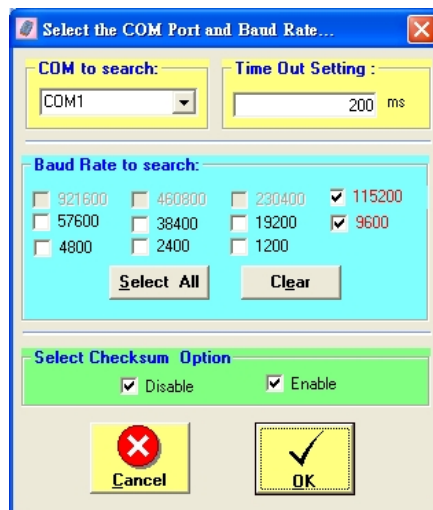 Select the COM Port and Baud Rate...
COM to search:
COM1
Time Out Setting :
200 ms
Baud Rate to search:
921600 460800 230400 115200
57600 38400 19200 9600
4800 2400 1200
Select All Clear
Select Checksum Option
Disable Enable
Cancel OK